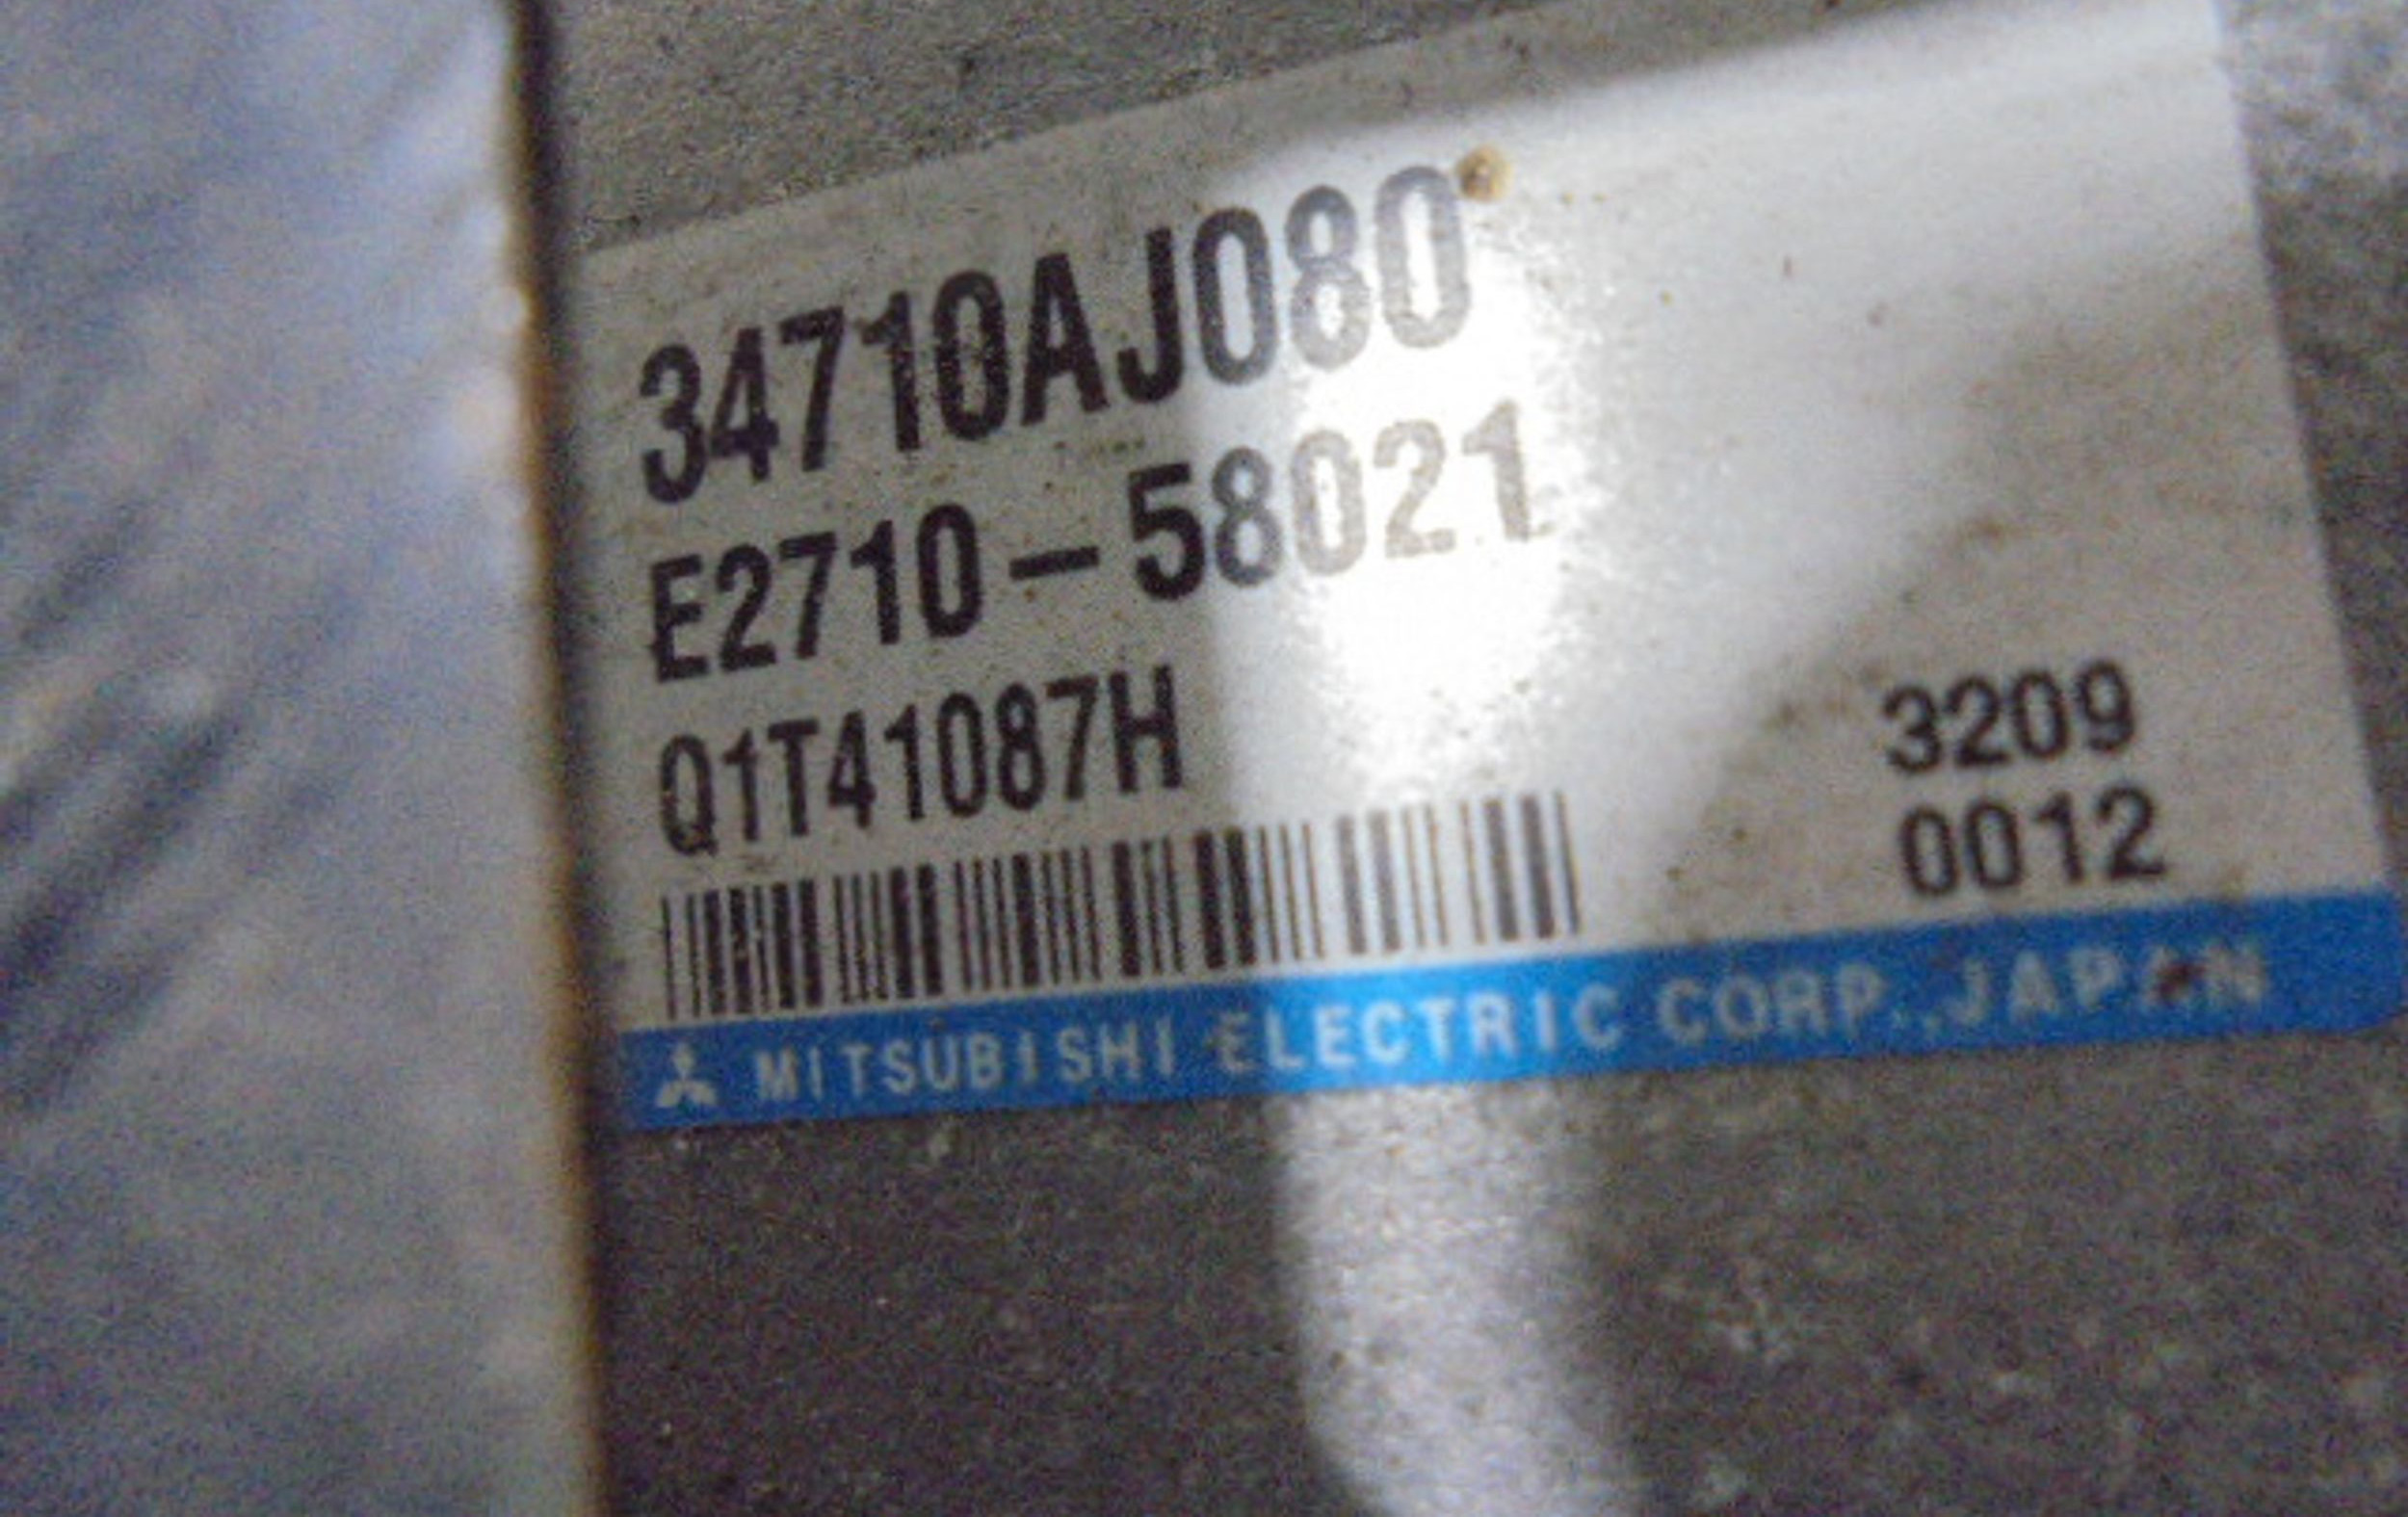 34710AJ080
E2710-58021
Q1T41087H
3209
0012
MITSUBISHI ELECTRIC CORP.,JAPAN